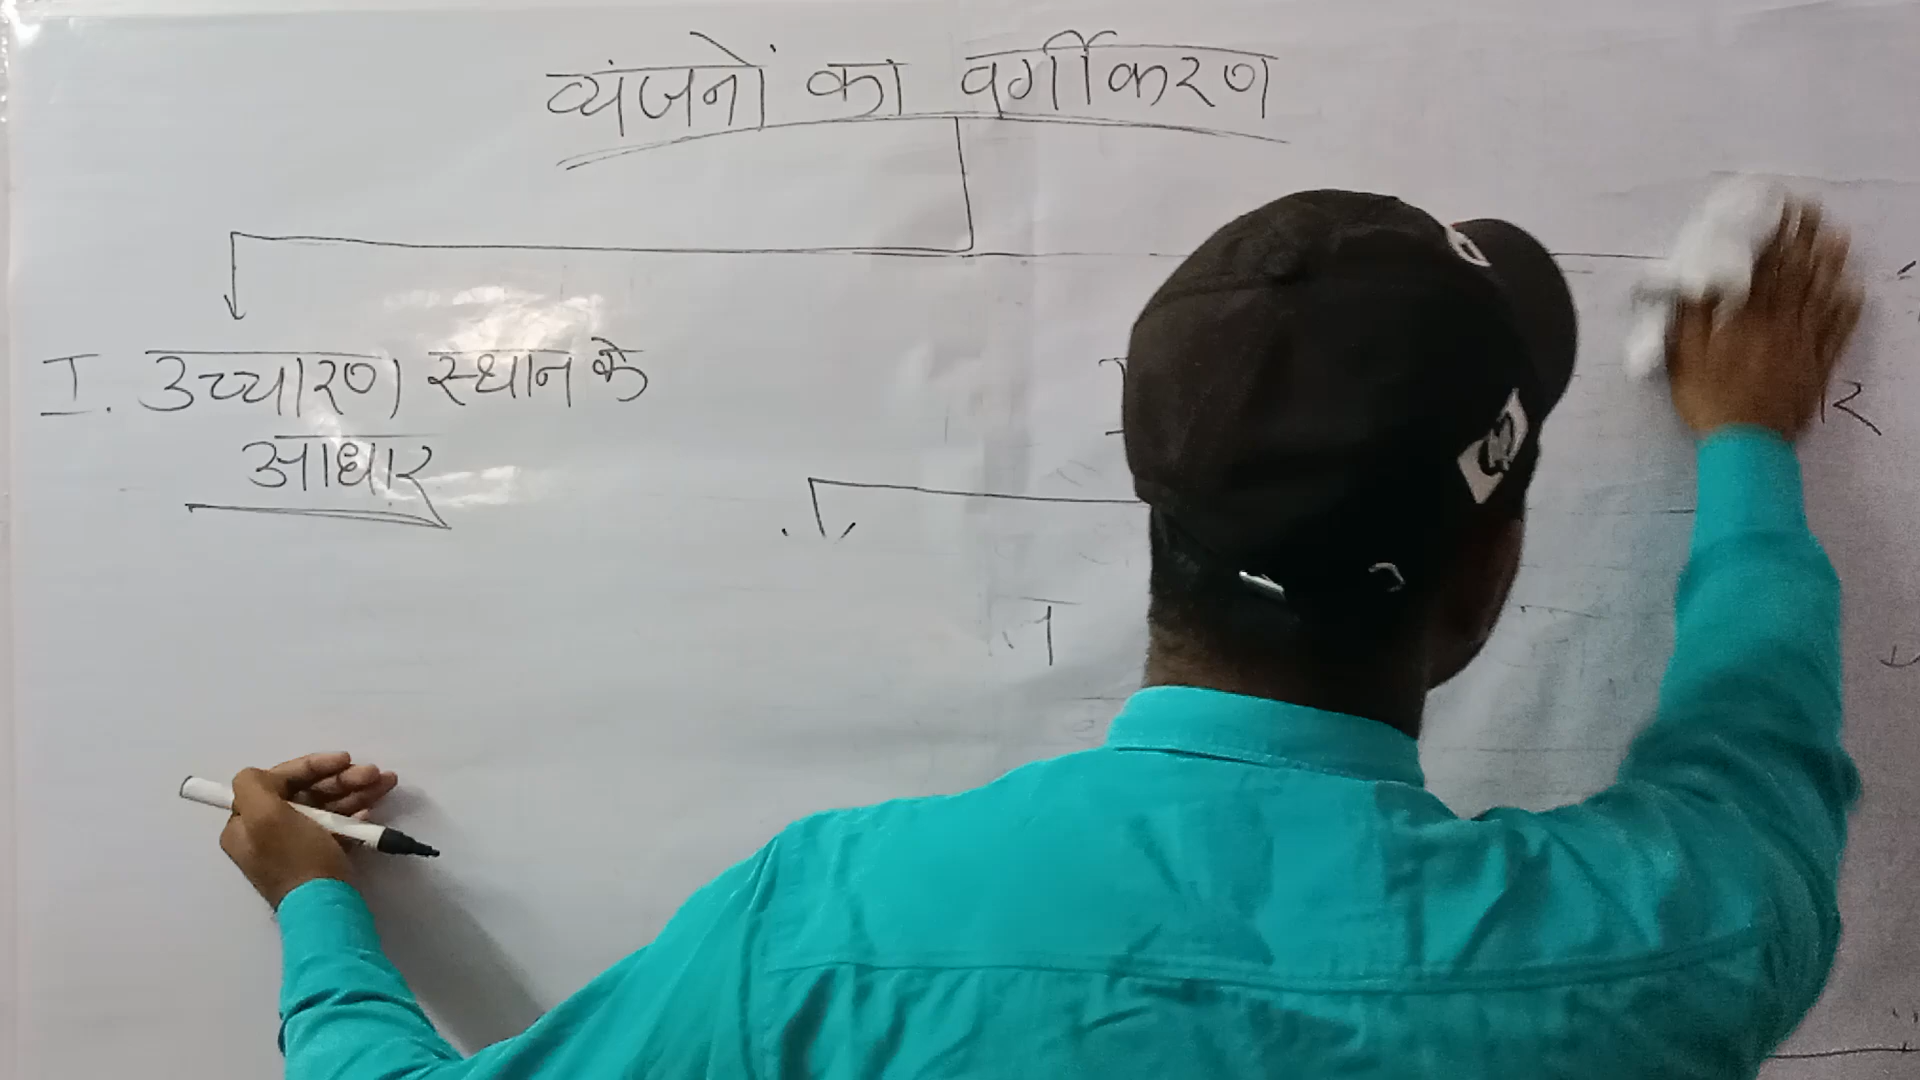 व्यंजनों का वर्गीकरण
I. उच्चारण स्थान के
आधार